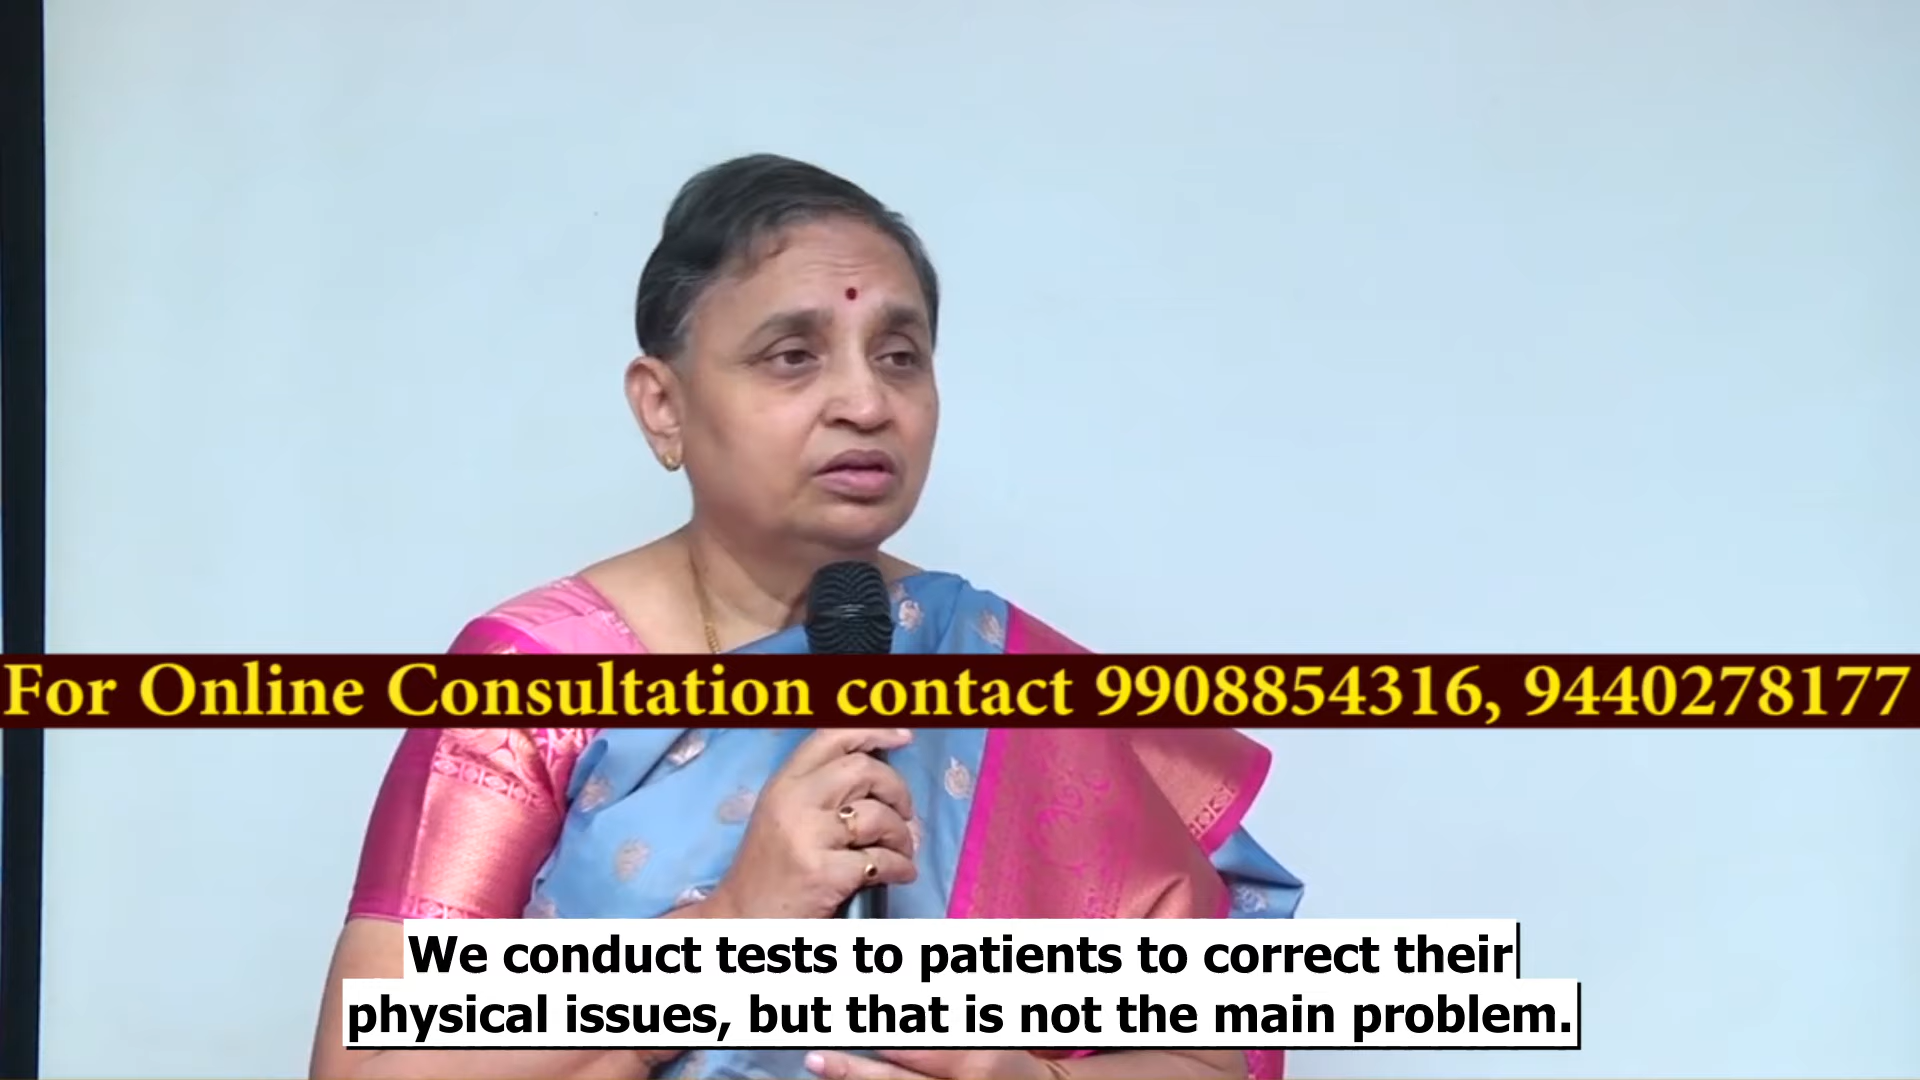 For Online Consultation contact 9908854316, 9440278177
We conduct tests to patients to correct their
physical issues, but that is not the main problem.